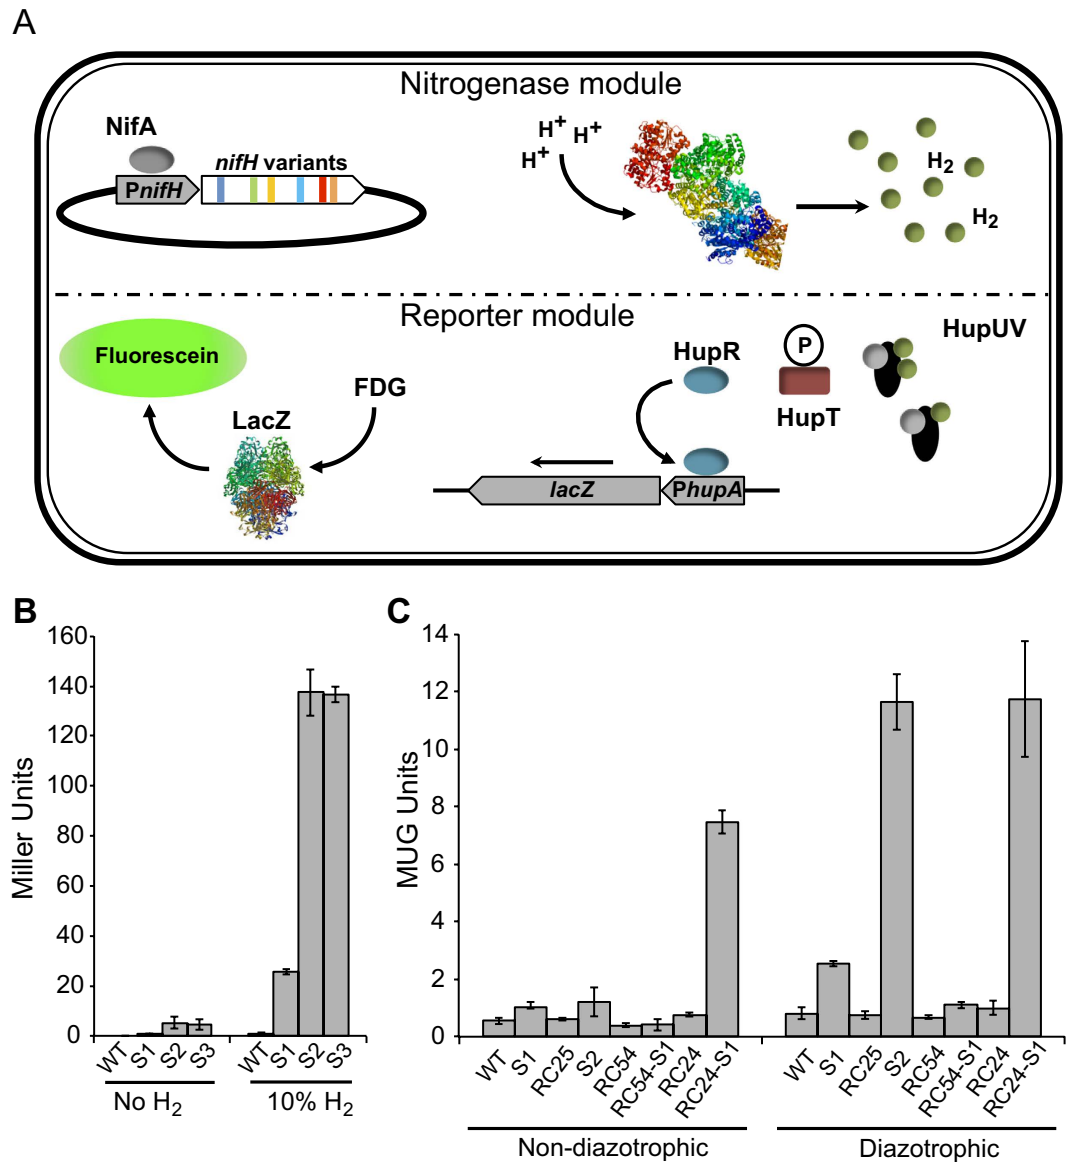 A
Nitrogenase module
NifA
PnifH
nifH variants
H+
H+
H+
H2
H2
Reporter module
Fluorescein
FDG
LacZ
HupR
P
HupT
HupUV
lacZ
PhupA
B
Miller Units
160
140
120
100
80
60
40
20
0
WT
S1
S2
S3
WT
S1
S2
S3
No H2
10% H2
C
MUG Units
14
12
10
8
6
4
2
0
WT
S1
RC25
S2
RC54
RC54-S1
RC24
RC24-S1
WT
S1
RC25
S2
RC54
RC54-S1
RC24
RC24-S1
Non-diazotrophic
Diazotrophic